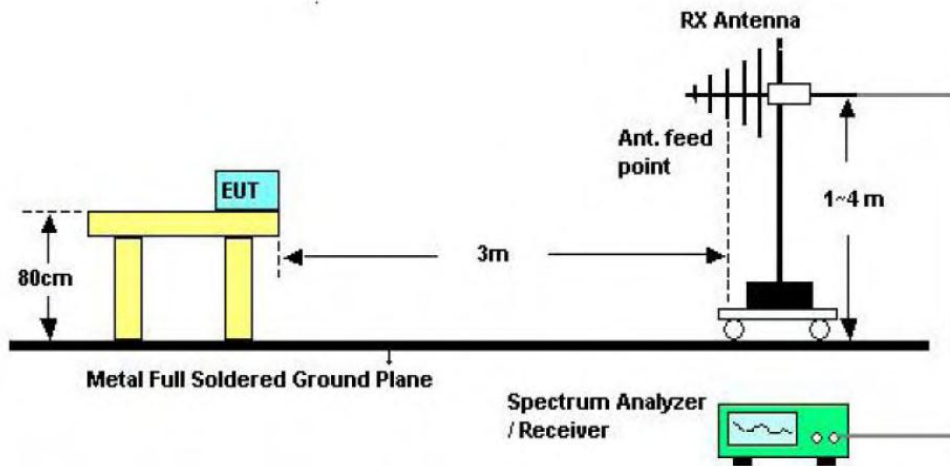 RX Antenna
Ant. feed
point
EUT
1~4 m
3m
80cm
Metal Full Soldered Ground Plane
Spectrum Analyzer
/ Receiver